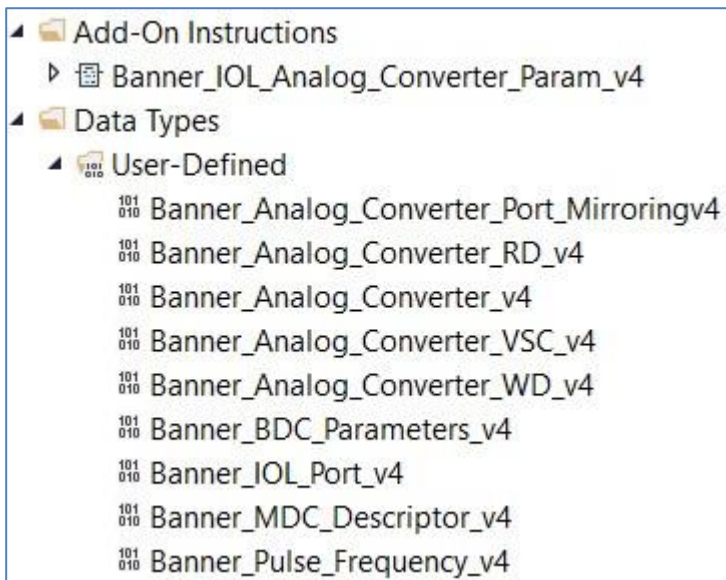 Add-On Instructions
Banner_IOL_Analog_Converter_Param_v4
Data Types
User-Defined
Banner_Analog_Converter_Port_Mirroringv4
Banner_Analog_Converter_RD_v4
Banner_Analog_Converter_v4
Banner_Analog_Converter_VSC_v4
Banner_Analog_Converter_WD_v4
Banner_BDC_Parameters_v4
Banner_IOL_Port_v4
Banner_MDC_Descriptor_v4
Banner_Pulse_Frequency_v4